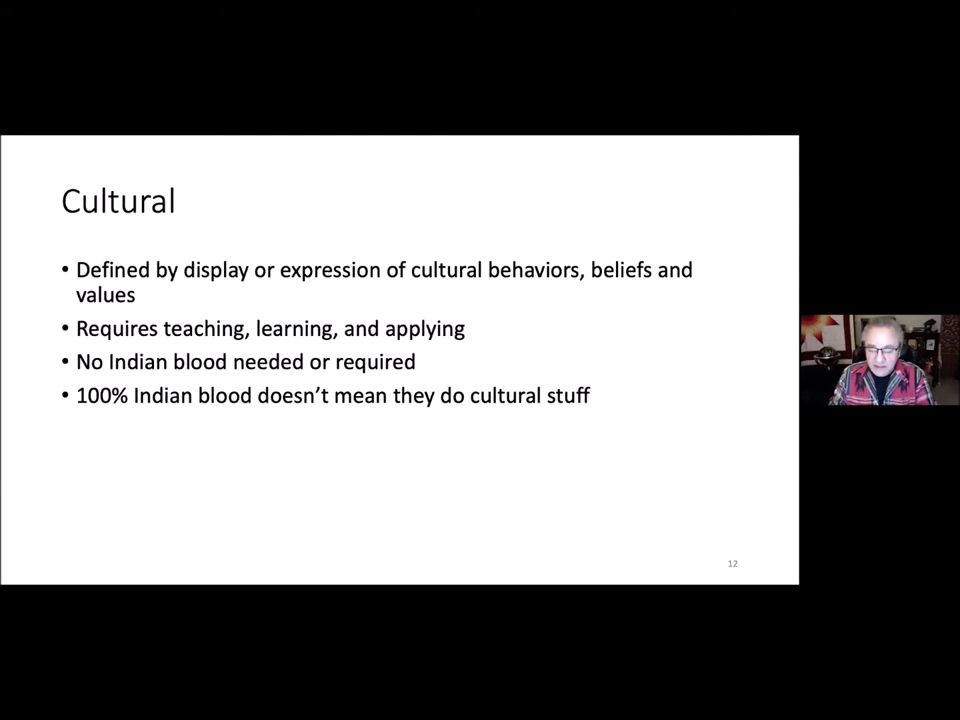 Cultural
• Defined by display or expression of cultural behaviors, beliefs and
values
• Requires teaching, learning, and applying
• No Indian blood needed or required
• 100% Indian blood doesn’t mean they do cultural stuff
12